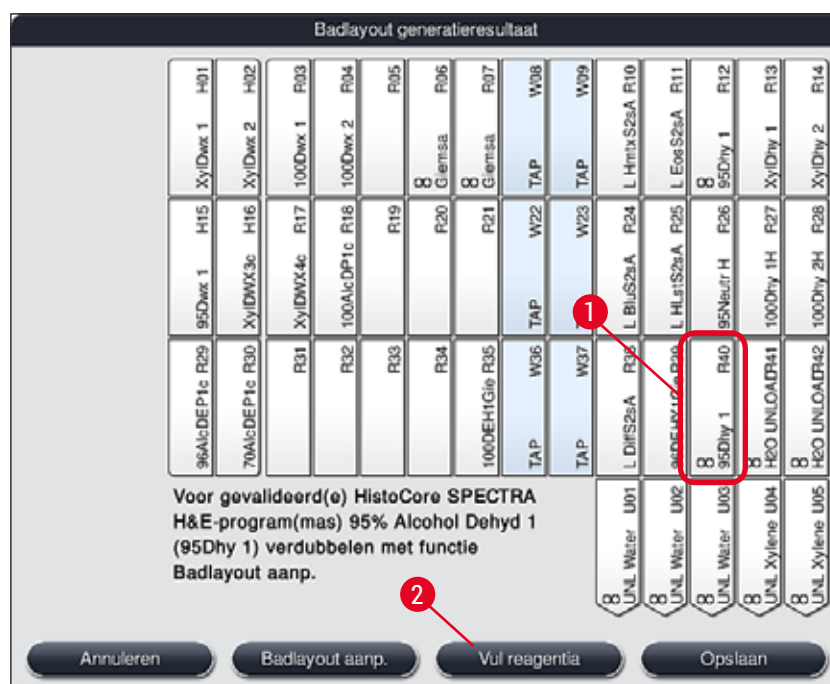 Badlayout generatieresultaat
XylDwx 1 H01
XylDwx 2 H02
100Dwx 1 R03
100Dwx 2 R04
R05
∞ Giemsa R06
∞ Giemsa R07
TAP W08
TAP W09
L HmtxS2sA R10
L EosS2sA R11
∞ 95Dhy 1 R12
XylDhy 1 R13
XylDhy 2 R14
95Dwx 1 H15
XylDWX3c H16
XylDWX4c R17
100AlcDP1c R18
R19
R20
R21
TAP W22
TAP W23
L BluS2sA R24
L HLstS2sA R25
95Neutr H R26
100Dhy 1H R27
100Dhy 2H R28
96AlcDEP1c R29
70AlcDEP1c R30
R31
R32
R33
R34
100DEH1Gie R35
TAP W36
TAP W37
L DiffS2sA R38
R39
∞ 95Dhy 1 R40
∞ H2O UNLOAD R41
∞ H2O UNLOAD R42
∞ UNL Water U01
∞ UNL Water U02
∞ UNL Water U03
∞ UNL Xylene U04
∞ UNL Xylene U05
1
Voor gevalideerd(e) HistoCore SPECTRA
H&E-program(mas) 95% Alcohol Dehyd 1
(95Dhy 1) verdubbelen met functie
Badlayout aanp.
2
Annuleren
Badlayout aanp.
Vul reagentia
Opslaan